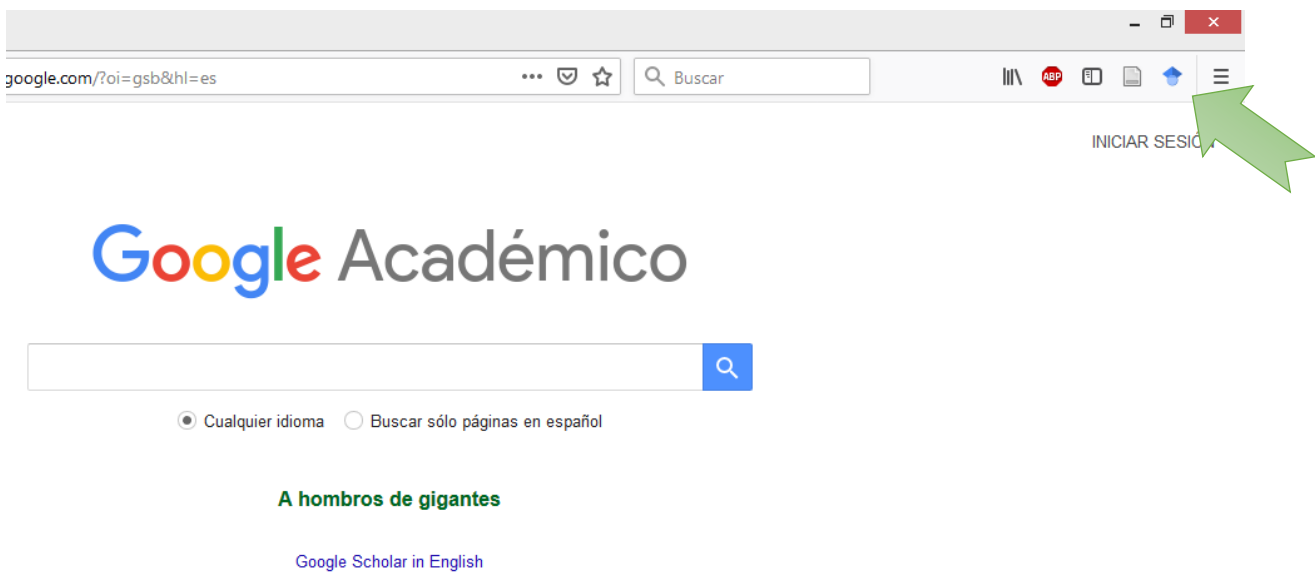 google.com/?oi=gsb&hl=es
Buscar
ABP
INICIAR SESIÓN
Google Académico
Cualquier idioma Buscar sólo páginas en español
A hombros de gigantes
Google Scholar in English